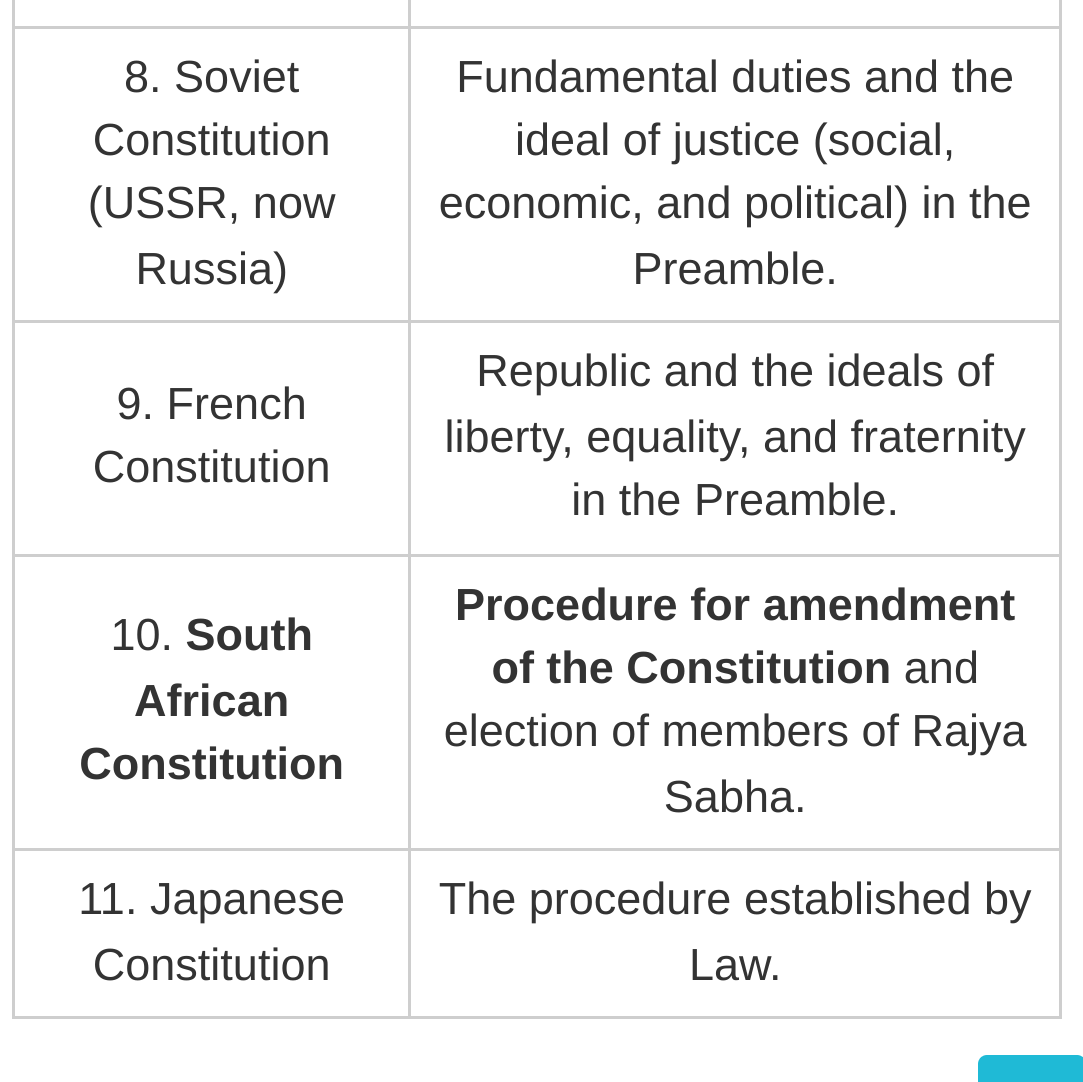 8. Soviet
Constitution
(USSR, now
Russia)
Fundamental duties and the
ideal of justice (social,
economic, and political) in the
Preamble.
9. French
Constitution
Republic and the ideals of
liberty, equality, and fraternity
in the Preamble.
10. South
African
Constitution
Procedure for amendment
of the Constitution and
election of members of Rajya
Sabha.
11. Japanese
Constitution
The procedure established by
Law.